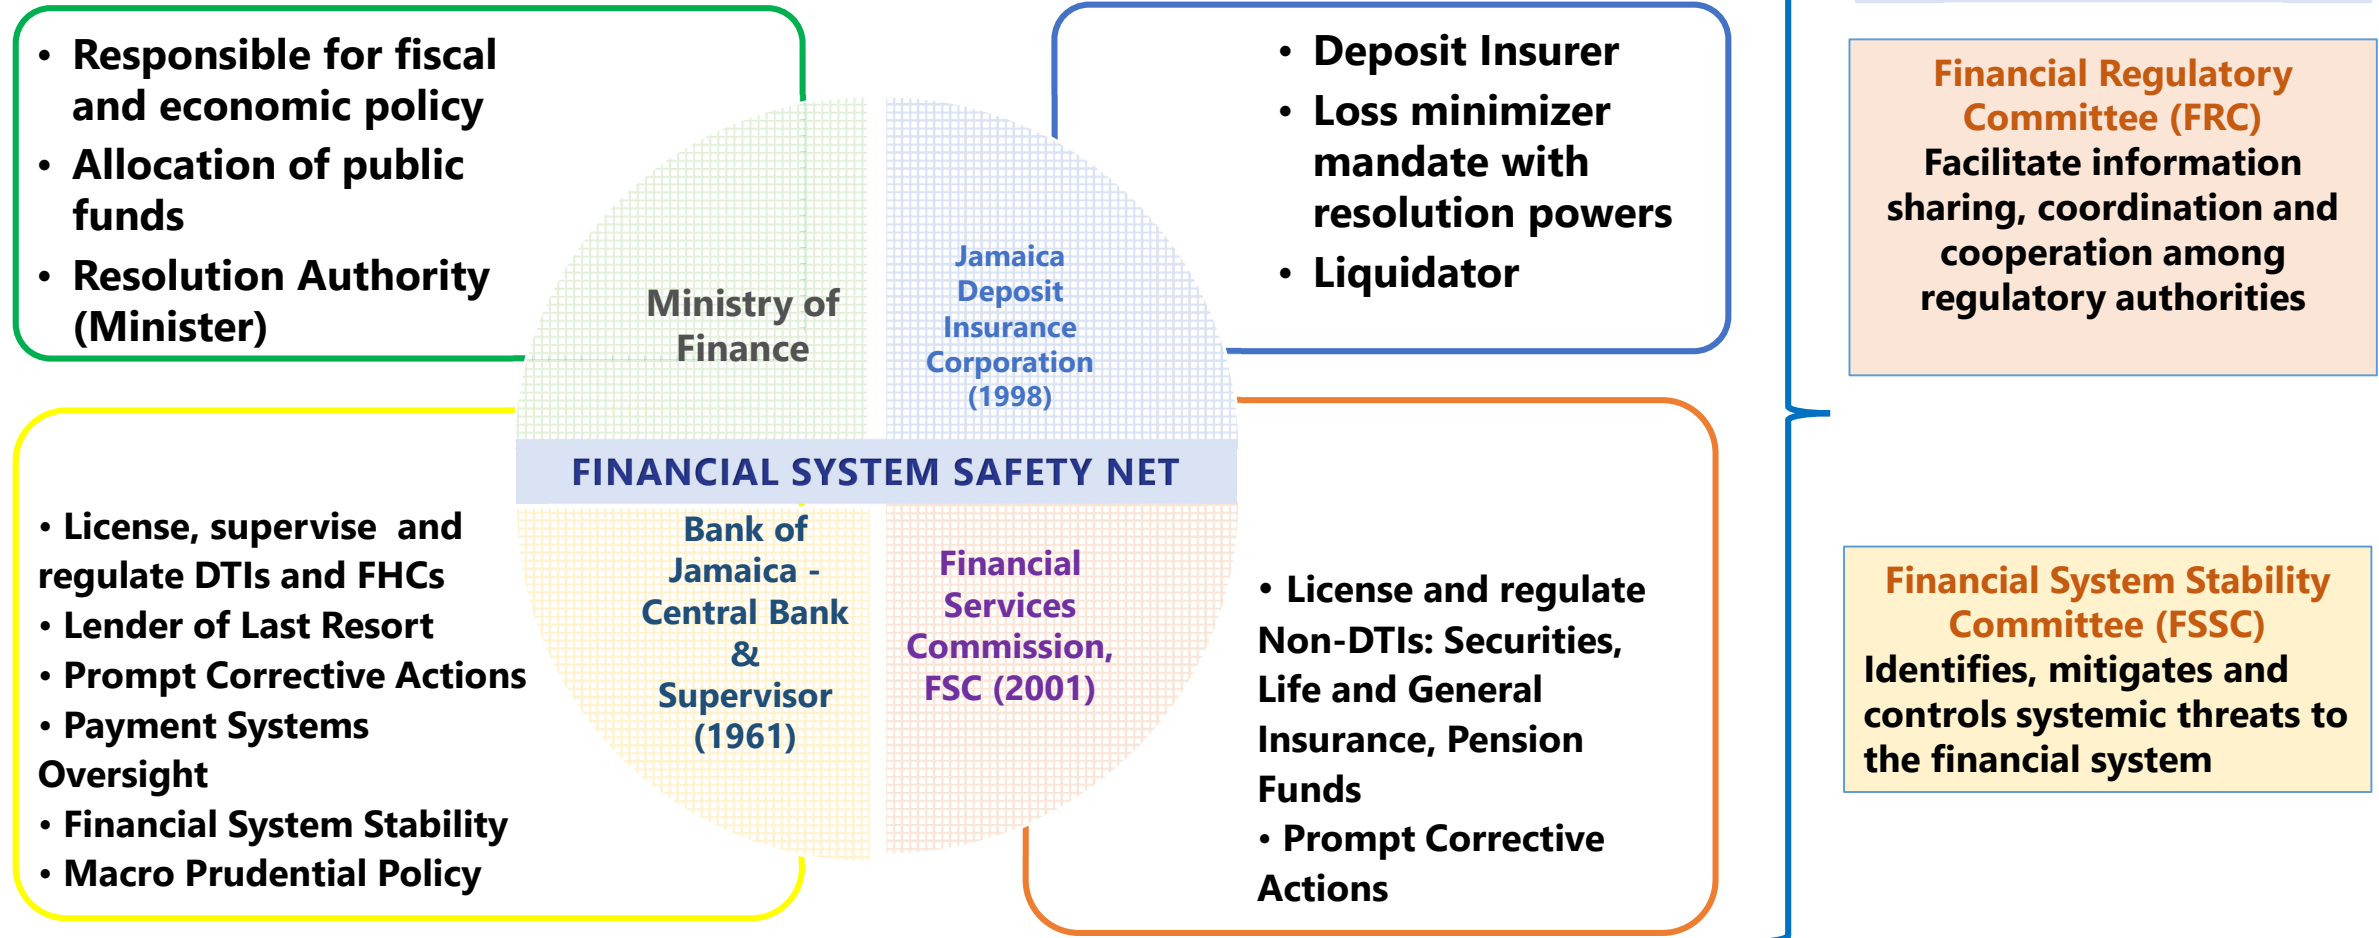 • Responsible for fiscal
and economic policy
• Allocation of public
funds
• Resolution Authority
(Minister)
Ministry of
Finance
• Deposit Insurer
• Loss minimizer
mandate with
resolution powers
• Liquidator
Jamaica
Deposit
Insurance
Corporation
(1998)
FINANCIAL SYSTEM SAFETY NET
• License, supervise and
regulate DTIs and FHCs
• Lender of Last Resort
• Prompt Corrective Actions
• Payment Systems
Oversight
• Financial System Stability
• Macro Prudential Policy
Bank of
Jamaica -
Central Bank
&
Supervisor
(1961)
Financial
Services
Commission,
FSC (2001)
• License and regulate
Non-DTIs: Securities,
Life and General
Insurance, Pension
Funds
• Prompt Corrective
Actions
Financial Regulatory
Committee (FRC)
Facilitate information
sharing, coordination and
cooperation among
regulatory authorities
Financial System Stability
Committee (FSSC)
Identifies, mitigates and
controls systemic threats to
the financial system